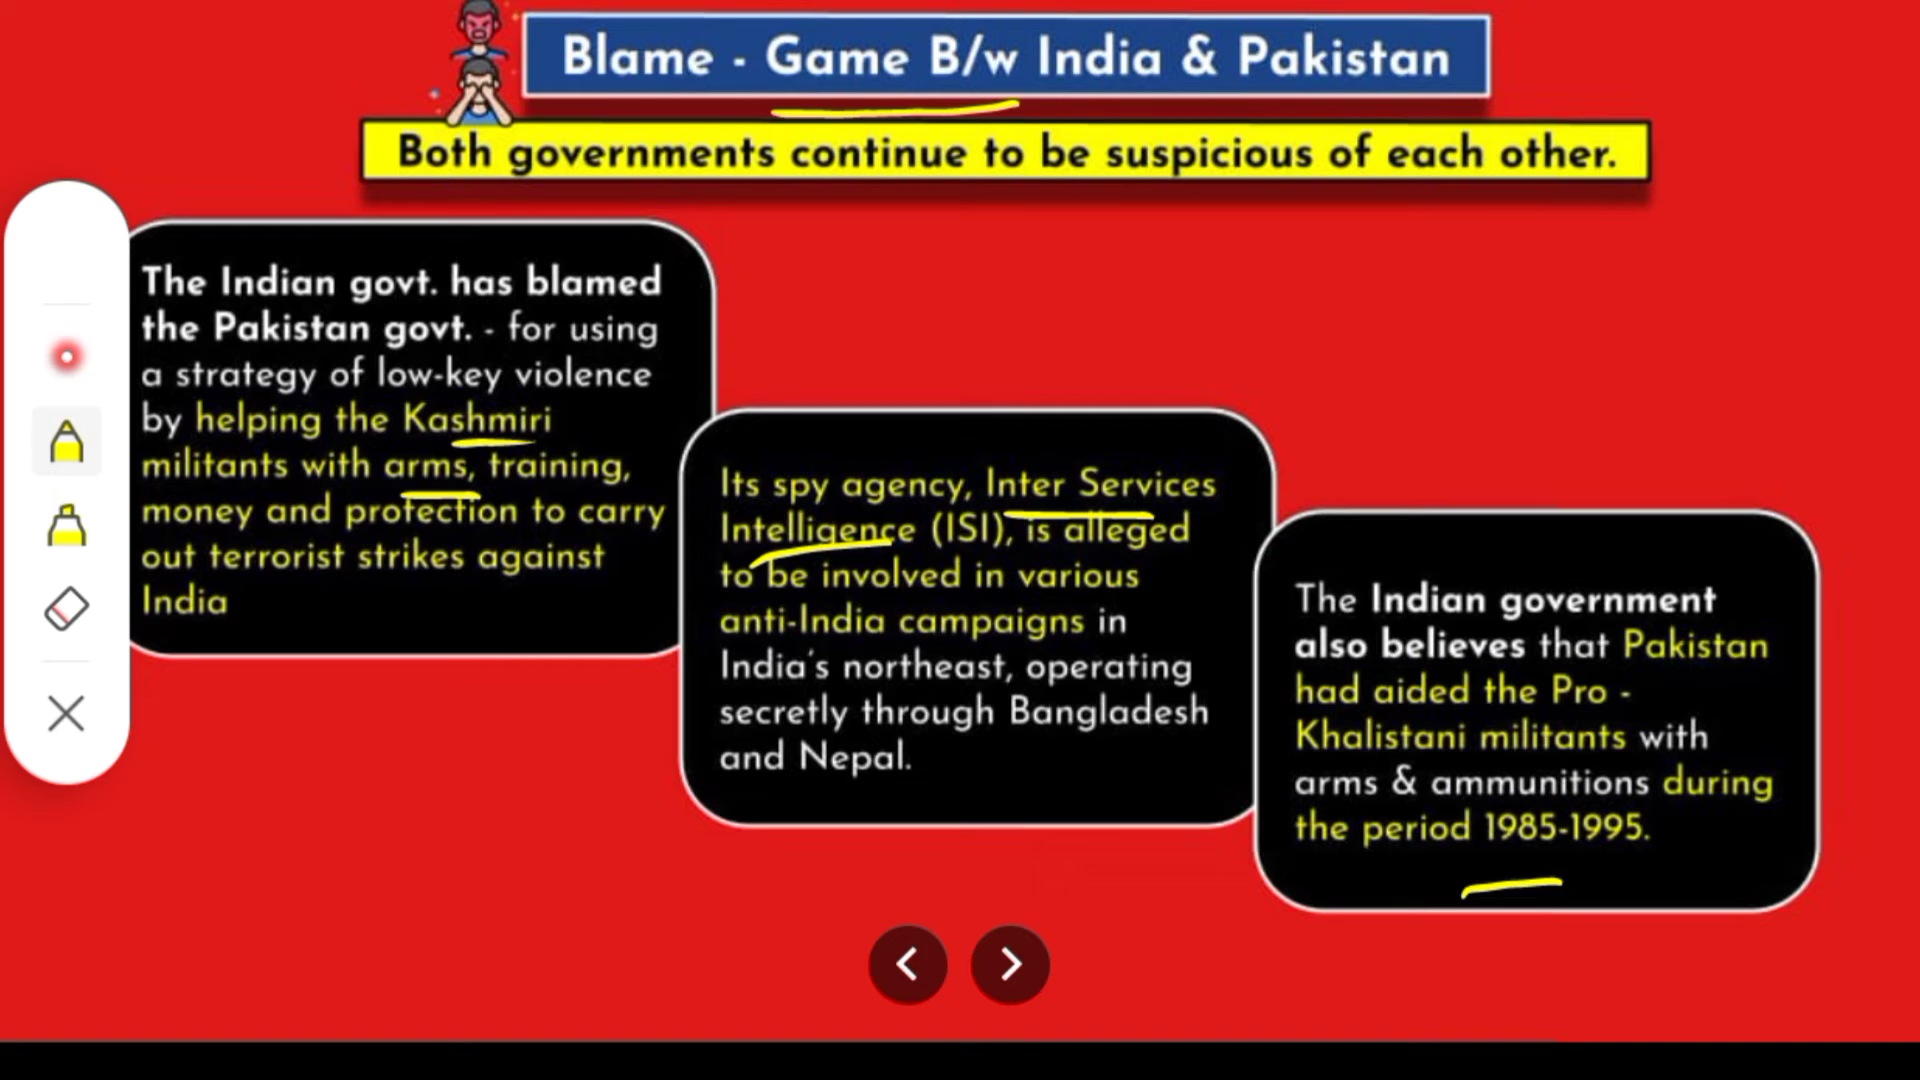 Blame - Game B/w India & Pakistan
Both governments continue to be suspicious of each other.
The Indian govt. has blamed
the Pakistan govt. - for using
a strategy of low-key violence
by helping the Kashmiri
militants with arms, training,
money and protection to carry
out terrorist strikes against
India
Its spy agency, Inter Services
Intelligence (ISI), is alleged
to be involved in various
anti-India campaigns in
India's northeast, operating
secretly through Bangladesh
and Nepal.
The Indian government
also believes that Pakistan
had aided the Pro -
Khalistani militants with
arms & ammunitions during
the period 1985-1995.